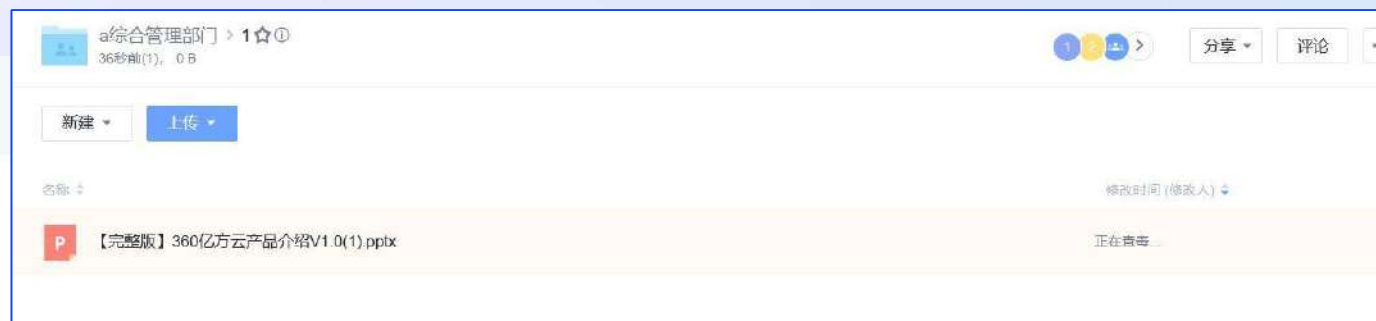 a综合管理部门 > 1
36秒前(1), 0 B
1
分享
评论
新建
上传
名称
修改时间 (修改人)
P
【完整版】360亿方云产品介绍V1.0(1).pptx
正在查毒...